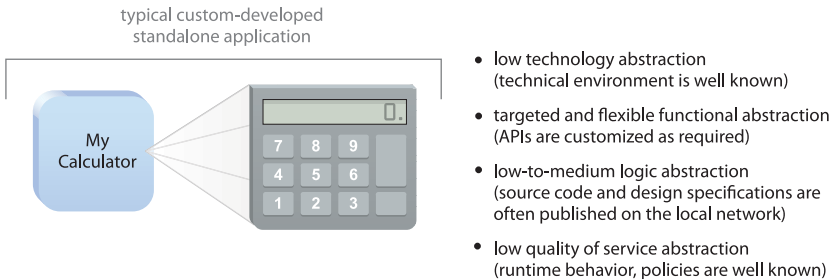 typical custom-developed
standalone application
My
Calculator
0.
7 8 9
4 5 6
1 2 3
• low technology abstraction
(technical environment is well known)
• targeted and flexible functional abstraction
(APIs are customized as required)
• low-to-medium logic abstraction
(source code and design specifications are
often published on the local network)
• low quality of service abstraction
(runtime behavior, policies are well known)